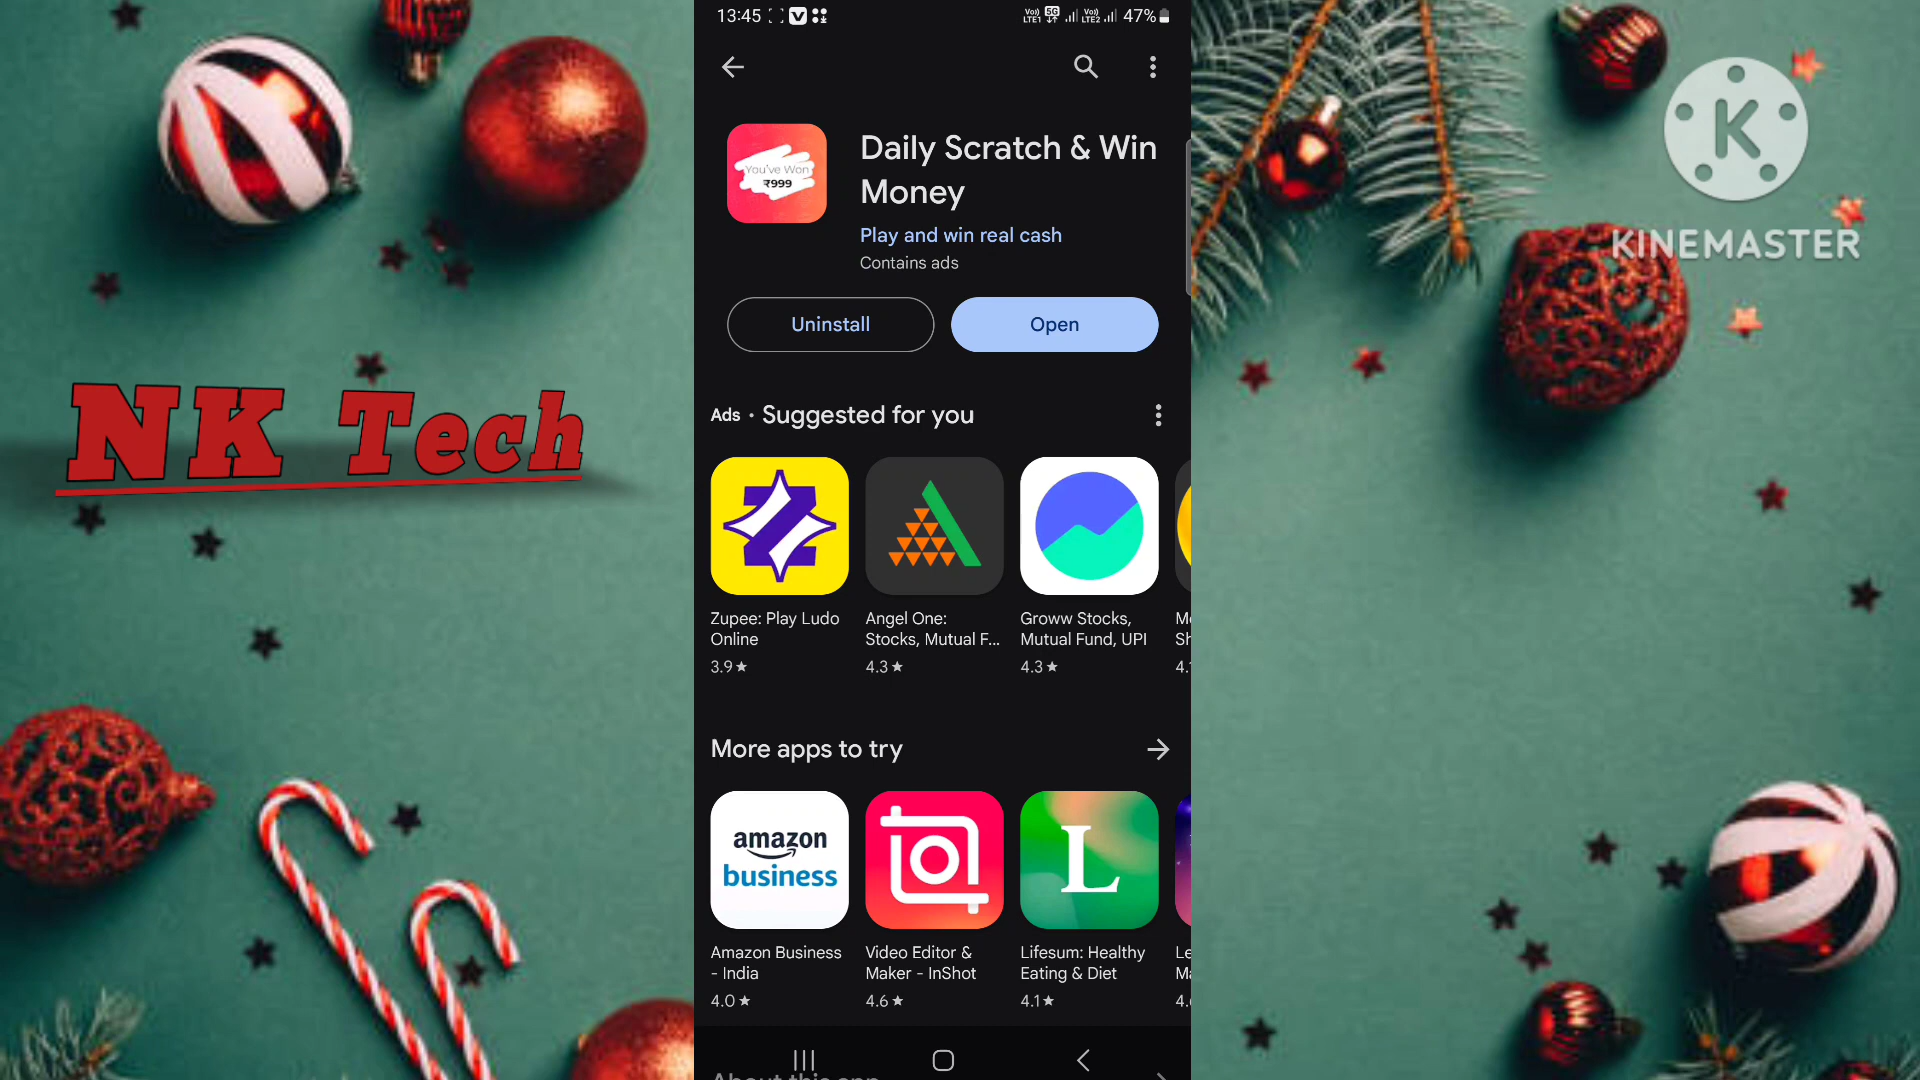 13:45
47%
Daily Scratch & Win
Money
You've Won
₹999
Play and win real cash
Contains ads
Uninstall
Open
Ads · Suggested for you
Zupee: Play Ludo
Online
3.9★
Angel One:
Stocks, Mutual F...
4.3★
Groww Stocks,
Mutual Fund, UPI
4.3★
More apps to try
amazon
business
L
Amazon Business
- India
4.0★
Video Editor &
Maker - InShot
4.6★
Lifesum: Healthy
Eating & Diet
4.1★
NK Tech
K
KINEMASTER